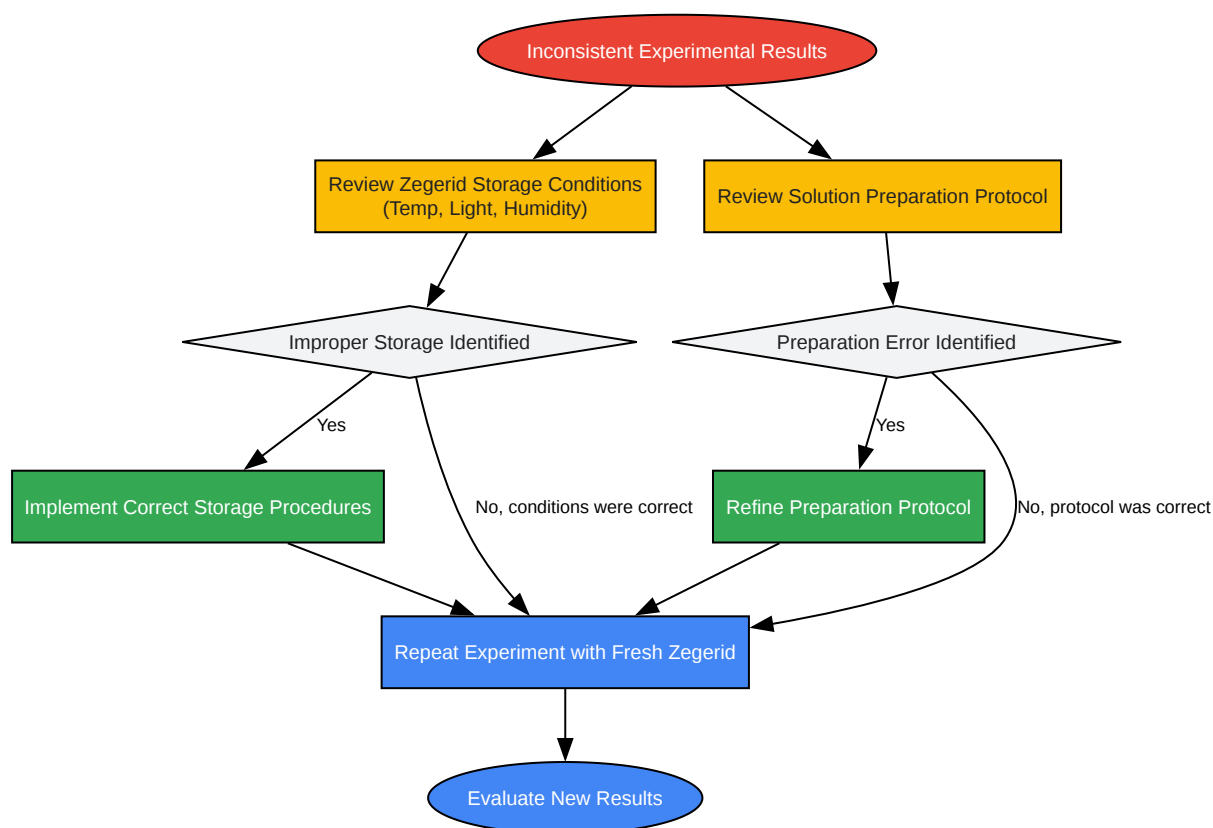 Inconsistent Experimental Results
Review Zegerid Storage Conditions
(Temp, Light, Humidity)
Review Solution Preparation Protocol
Improper Storage Identified
Preparation Error Identified
Yes
Yes
Implement Correct Storage Procedures
No, conditions were correct
Refine Preparation Protocol
No, protocol was correct
Repeat Experiment with Fresh Zegerid
Evaluate New Results